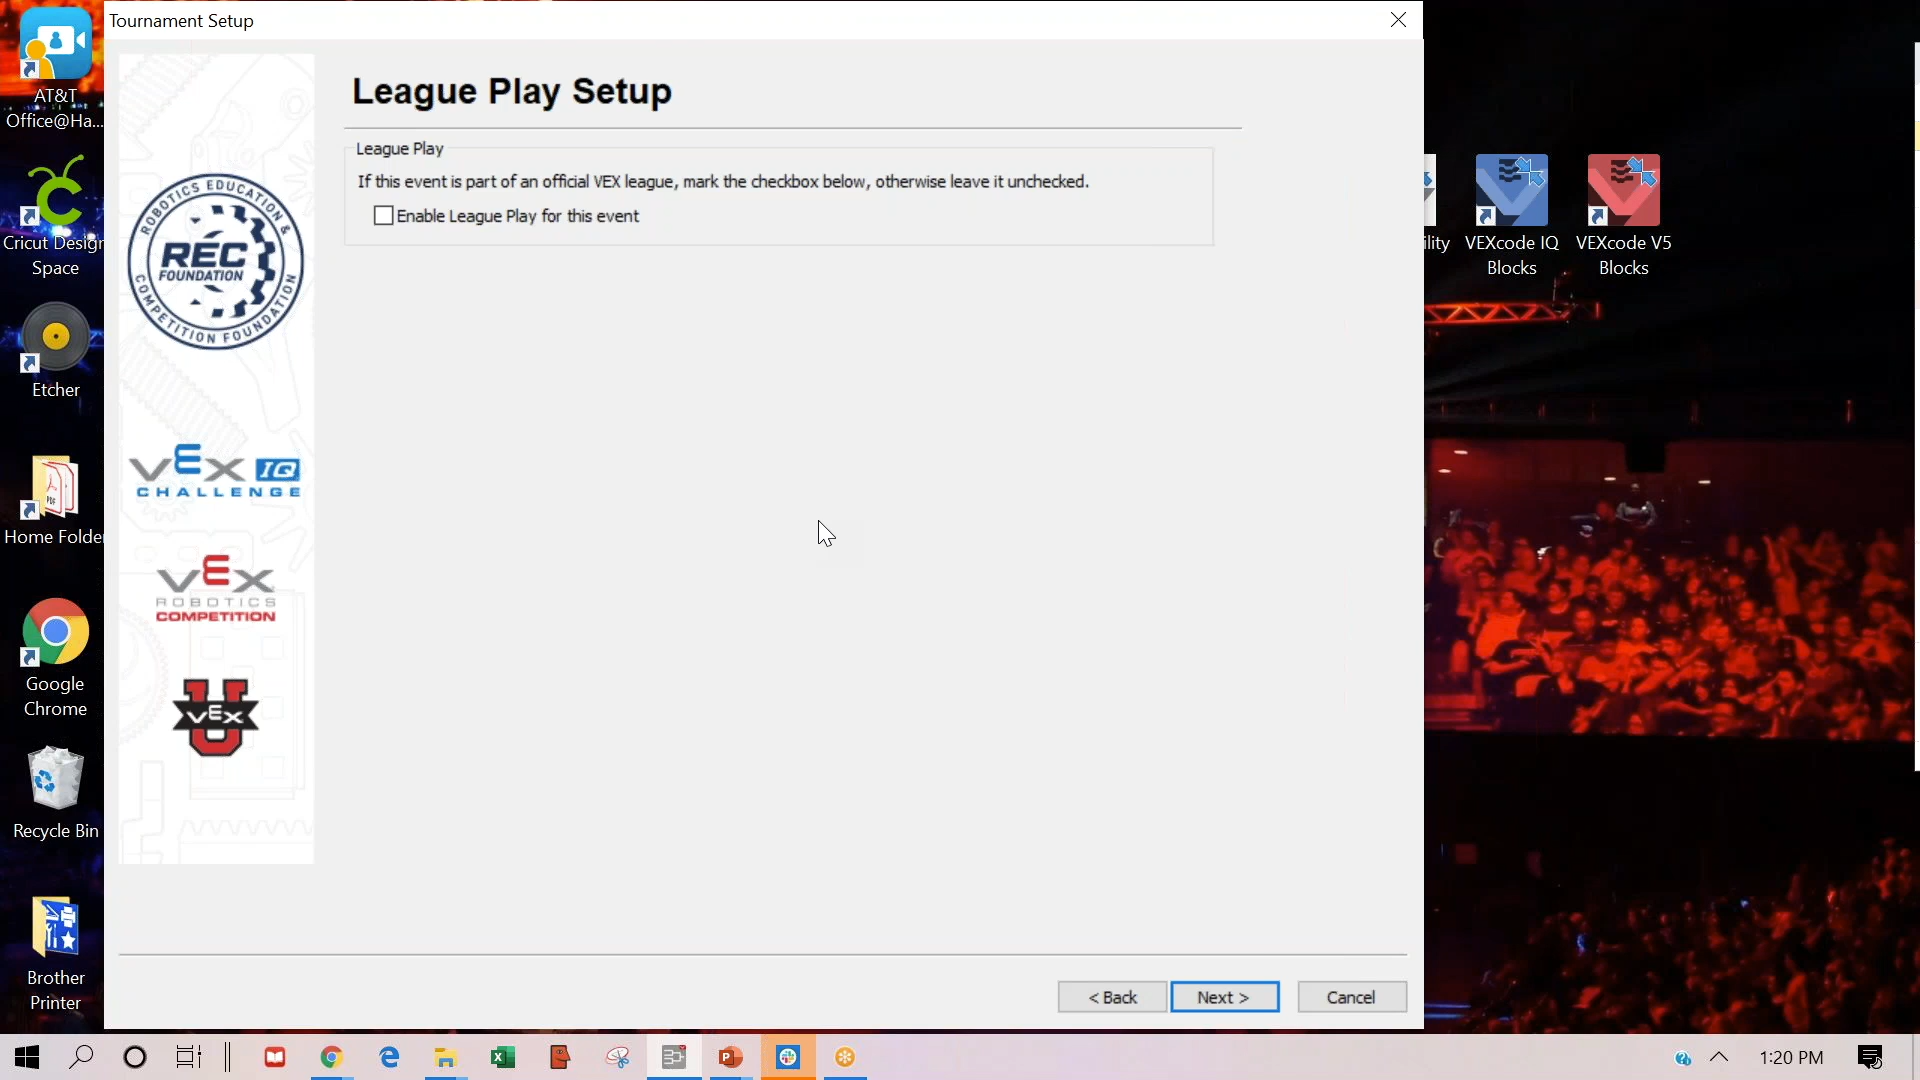 Tournament Setup
AT&T
Office@Ha...
Cricut Design
Space
Etcher
Home Folder
Google
Chrome
Recycle Bin
Brother
Printer
ROBOTICS EDUCATION &
REC
FOUNDATION
COMPETITION FOUNDATION
VEX IQ
CHALLENGE
VEX
ROBOTICS
COMPETITION
VEX
U
League Play Setup
League Play
If this event is part of an official VEX league, mark the checkbox below, otherwise leave it unchecked.
Enable League Play for this event
< Back
Next >
Cancel
ility
VEXcode IQ
Blocks
VEXcode V5
Blocks
1:20 PM